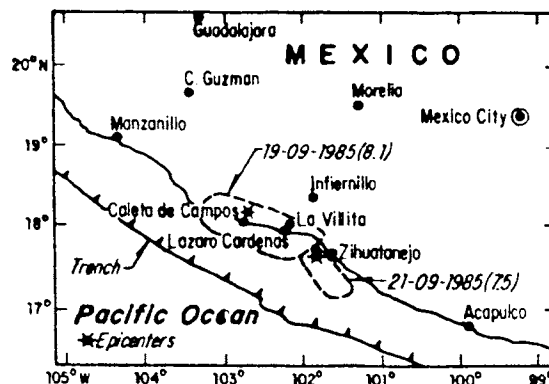 Guadalajara
20°N
MEXICO
C. Guzman
Morelia
Mexico City
19°
Manzanillo
19-09-1985(8.1)
Infiernillo
18°
Caleta de Campos
La Villita
Lazaro Cardenas
Zihuatanejo
Trench
21-09-1985(7.5)
17°
Pacific Ocean
Acapulco
Epicenters
105°W
104°
103°
102°
101°
100°
99°